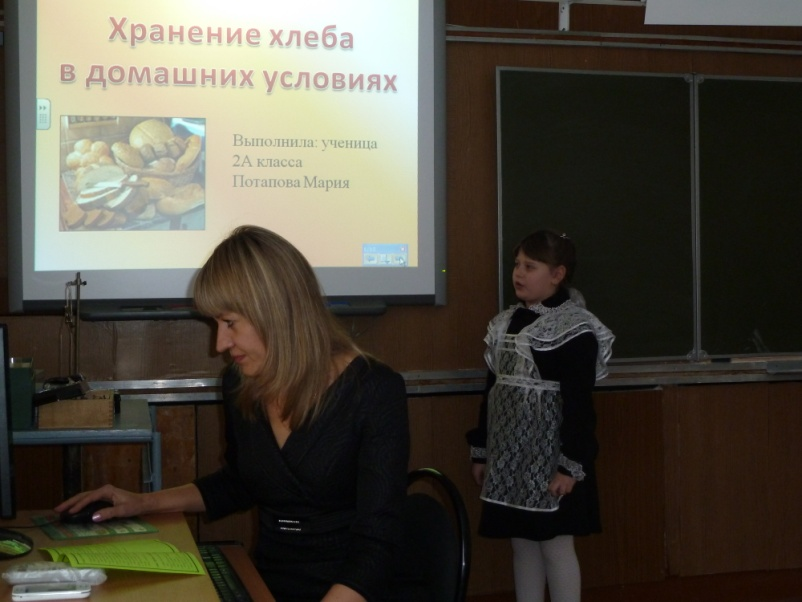 Хранение хлеба
в домашних условиях
Выполнила: ученица
2А класса
Потапова Мария